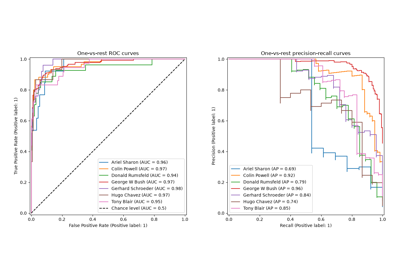 One-vs-rest ROC curves
1.0
0.8
0.6
0.4
0.2
0.0
True Positive Rate (Positive label: 1)
Ariel Sharon (AUC = 0.96)
Colin Powell (AUC = 0.97)
Donald Rumsfeld (AUC = 0.94)
George W Bush (AUC = 0.97)
Gerhard Schroeder (AUC = 0.98)
Hugo Chavez (AUC = 0.97)
Tony Blair (AUC = 0.95)
Chance level (AUC = 0.5)
0.0 0.2 0.4 0.6 0.8 1.0
False Positive Rate (Positive label: 1)
One-vs-rest precision-recall curves
1.0
0.8
0.6
0.4
0.2
0.0
Precision (Positive label: 1)
Ariel Sharon (AP = 0.69)
Colin Powell (AP = 0.92)
Donald Rumsfeld (AP = 0.79)
George W Bush (AP = 0.96)
Gerhard Schroeder (AP = 0.84)
Hugo Chavez (AP = 0.74)
Tony Blair (AP = 0.85)
0.0 0.2 0.4 0.6 0.8 1.0
Recall (Positive label: 1)